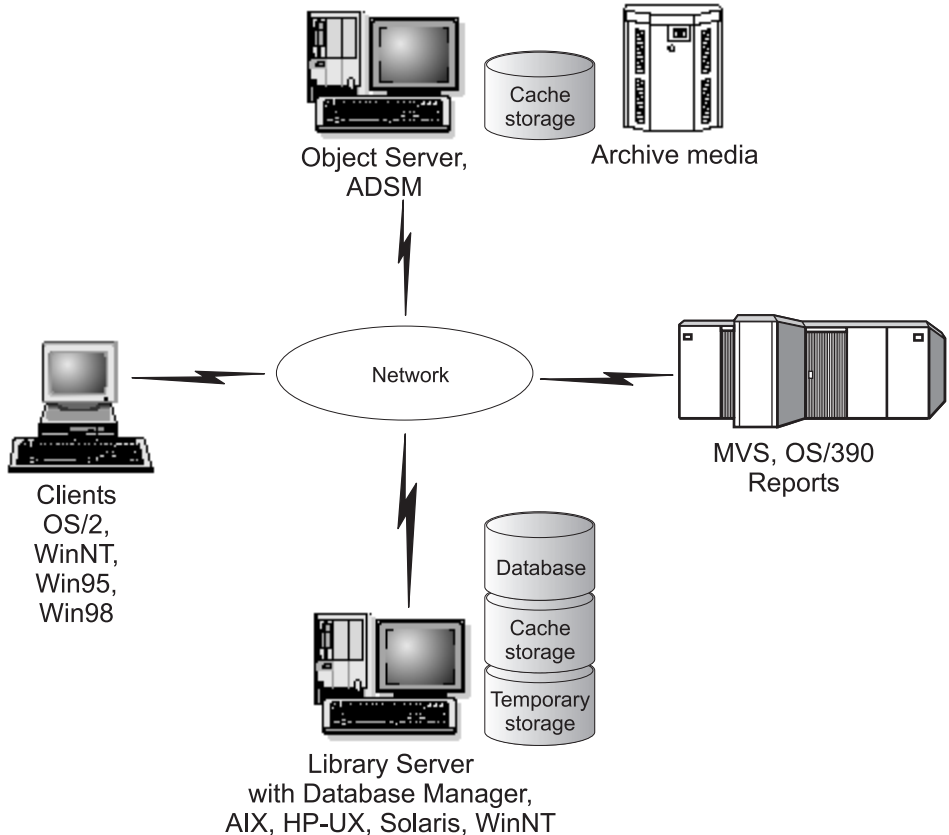 Cache
storage
Object Server,
ADSM
Archive media
Network
MVS, OS/390
Reports
Clients
OS/2,
WinNT,
Win95,
Win98
Database
Cache
storage
Temporary
storage
Library Server
with Database Manager,
AIX, HP-UX, Solaris, WinNT